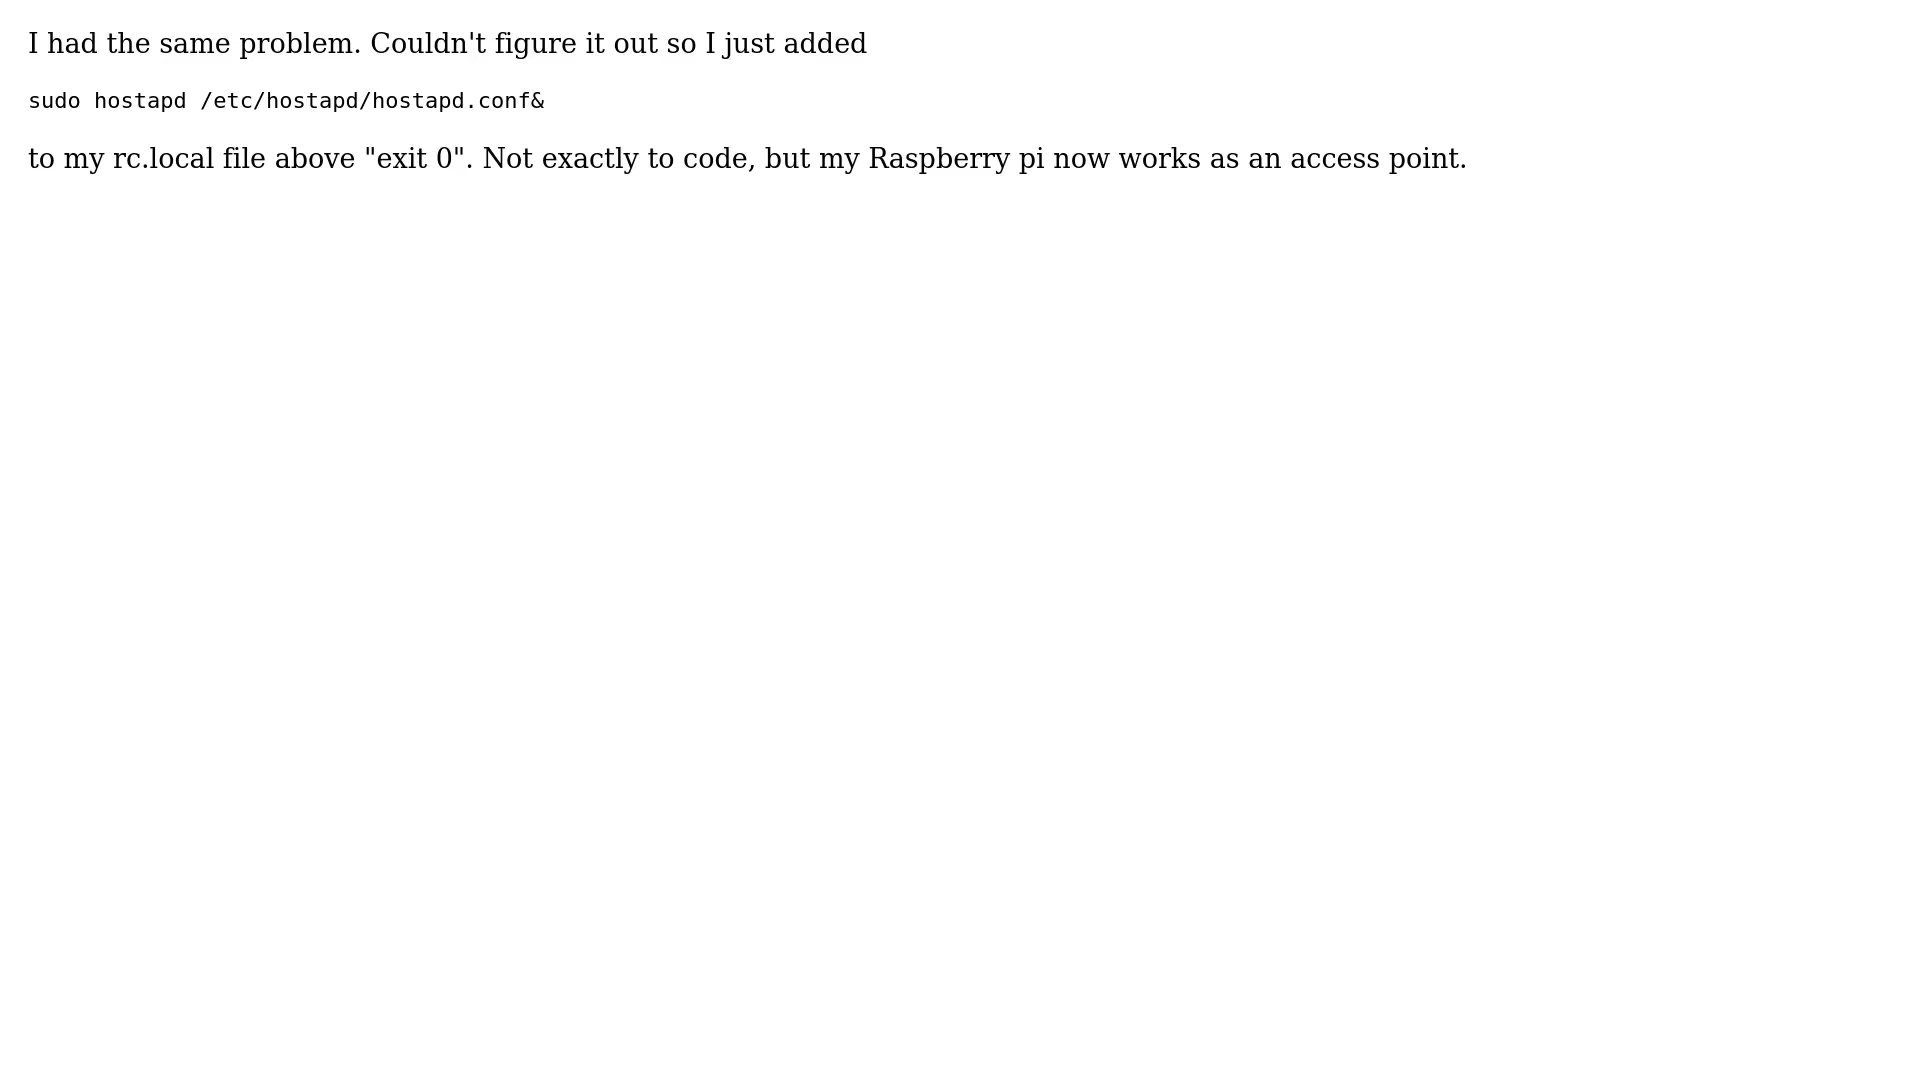 I had the same problem. Couldn't figure it out so I just added
sudo hostapd /etc/hostapd/hostapd.conf&
to my rc.local file above "exit 0". Not exactly to code, but my Raspberry pi now works as an access point.